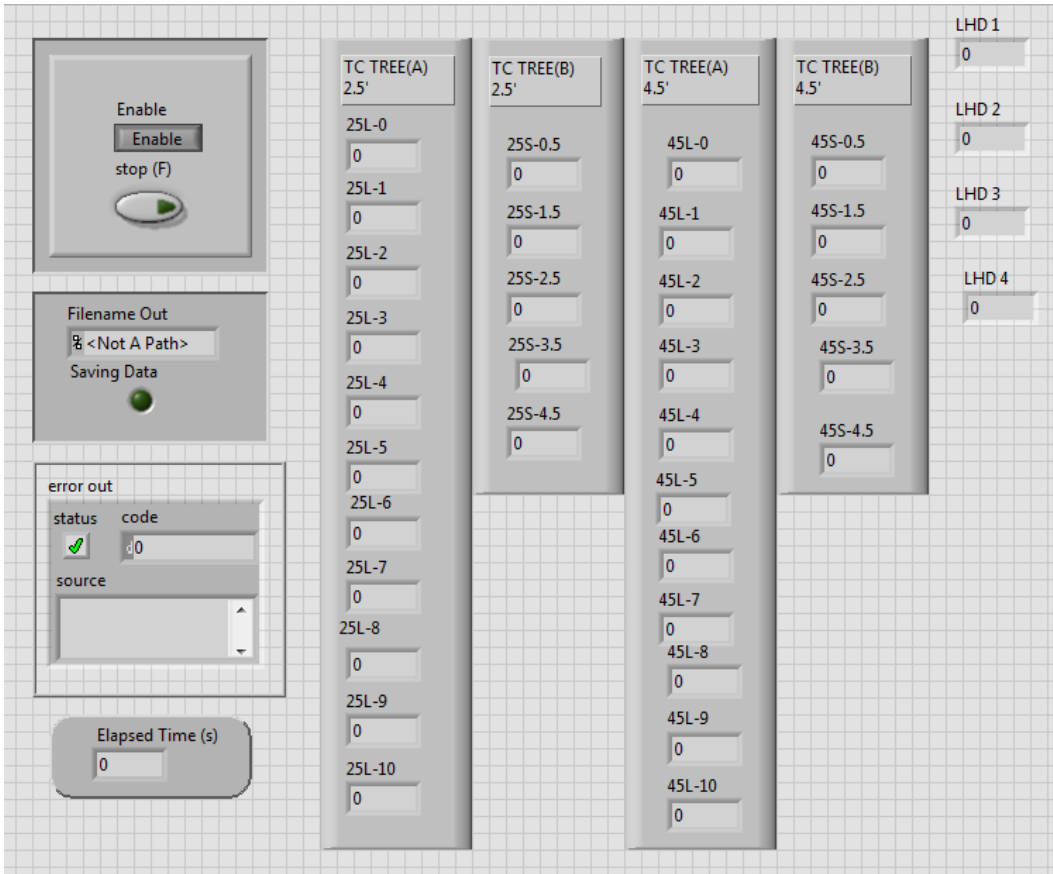 Enable
Enable
stop (F)
Filename Out
<Not A Path>
Saving Data
error out
status code
0
source
Elapsed Time (s)
0
TC TREE(A)
2.5'
25L-0
0
25L-1
0
25L-2
0
25L-3
0
25L-4
0
25L-5
0
25L-6
0
25L-7
0
25L-8
0
25L-9
0
25L-10
0
TC TREE(B)
2.5'
25S-0.5
0
25S-1.5
0
25S-2.5
0
25S-3.5
0
25S-4.5
0
TC TREE(A)
4.5'
45L-0
0
45L-1
0
45L-2
0
45L-3
0
45L-4
0
45L-5
0
45L-6
0
45L-7
0
45L-8
0
45L-9
0
45L-10
0
TC TREE(B)
4.5'
45S-0.5
0
45S-1.5
0
45S-2.5
0
45S-3.5
0
45S-4.5
0
LHD 1
0
LHD 2
0
LHD 3
0
LHD 4
0